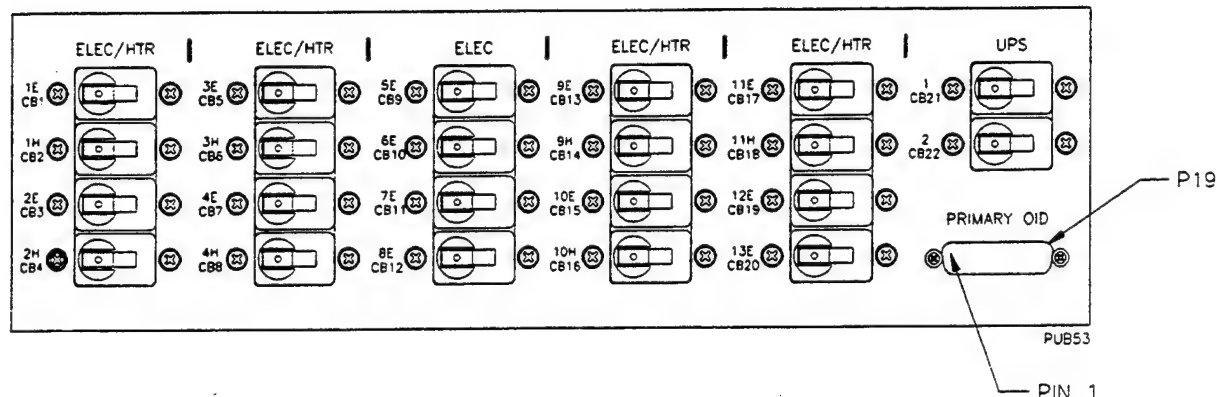 ELEC/HTR ELEC/HTR ELEC ELEC/HTR ELEC/HTR UPS
1E 3E 5E 9E 11E 1
CB1 CB5 CB9 CB13 CB17 CB21
1H 3H 6E 9H 11H 2
CB2 CB6 CB10 CB14 CB18 CB22
2E 4E 7E 10E 12E
CB3 CB7 CB11 CB15 CB19
P19
PRIMARY OID
2H 4H 8E 10H 13E
CB4 CB8 CB12 CB16 CB20
PUB53
PIN 1